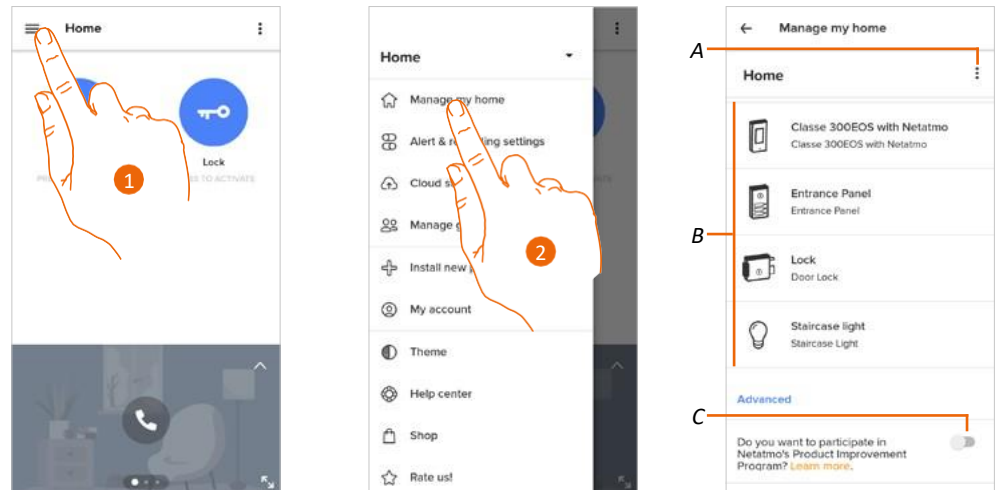 Home
Lock
1
Home
Manage my home
Alert & ing settings
Cloud s
Manage g
Install new
My account
Theme
Help center
Shop
Rate us!
2
Manage my home
A
Home
Classe 300EOS with Netatmo
Classe 300EOS with Netatmo
Entrance Panel
Entrance Panel
B
Lock
Door Lock
Staircase light
Staircase Light
Advanced
C
Do you want to participate in
Netatmo's Product Improvement
Program? Learn more.